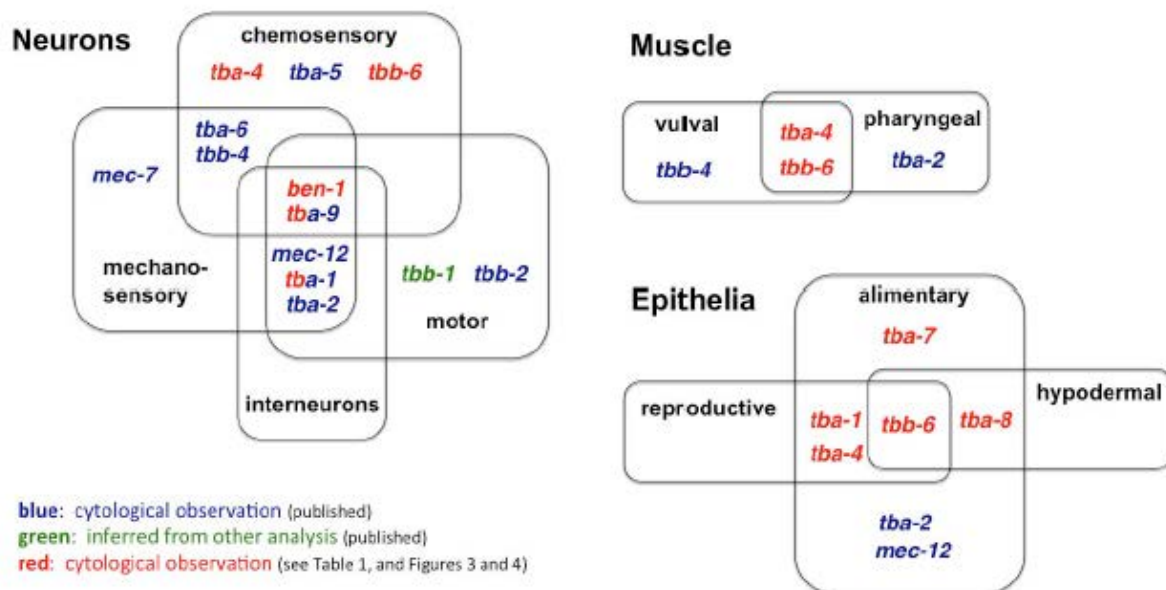 Neurons
chemosensory
tba-4 tba-5 tbb-6
tba-6
tbb-4
mec-7
ben-1
tba-9
mechano-
sensory
mec-12
tba-1
tba-2
tbb-1 tbb-2
motor
interneurons
blue: cytological observation (published)
green: inferred from other analysis (published)
red: cytological observation (see Table 1, and Figures 3 and 4)
Muscle
vulval
tbb-4
tba-4
tbb-6
pharyngeal
tba-2
Epithelia
alimentary
tba-7
reproductive
hypodermal
tba-1
tba-4
tbb-6
tba-8
tba-2
mec-12